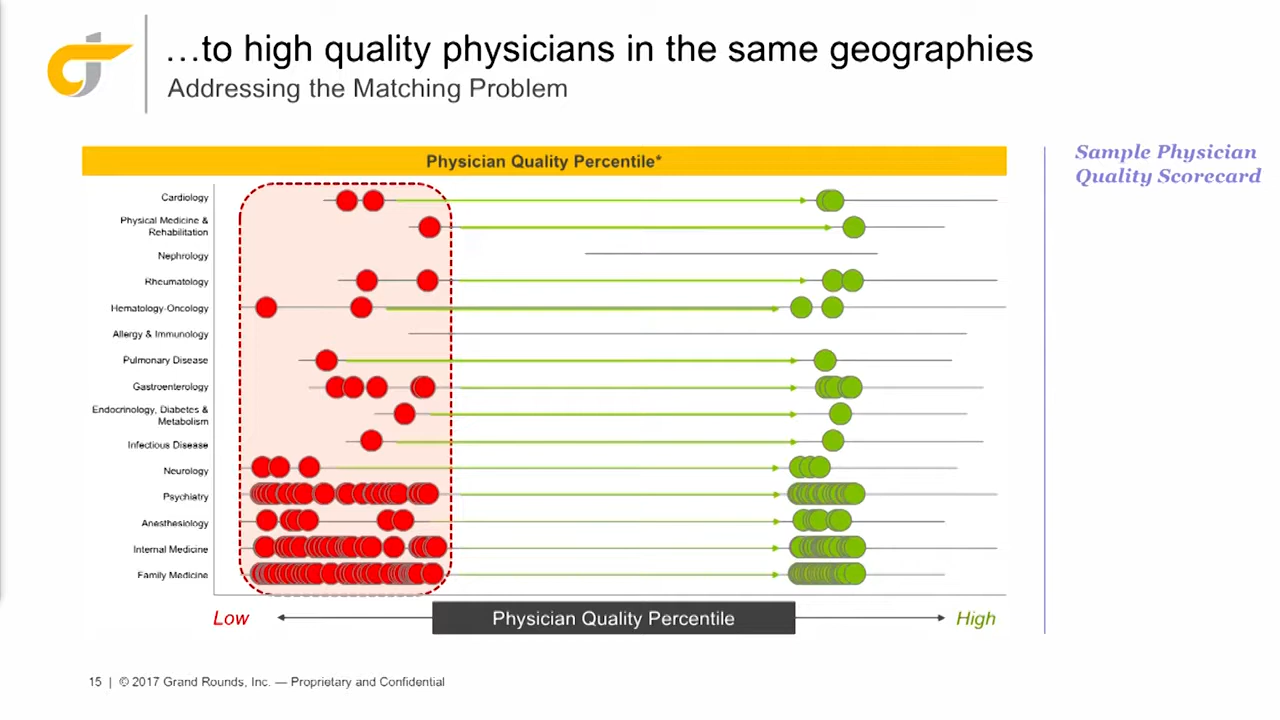 …to high quality physicians in the same geographies
Addressing the Matching Problem
Physician Quality Percentile*
Sample Physician
Quality Scorecard
Cardiology
Physical Medicine &
Rehabilitation
Nephrology
Rheumatology
Hematology-Oncology
Allergy & Immunology
Pulmonary Disease
Gastroenterology
Endocrinology, Diabetes &
Metabolism
Infectious Disease
Neurology
Psychiatry
Anesthesiology
Internal Medicine
Family Medicine
Low
Physician Quality Percentile
High
15 | © 2017 Grand Rounds, Inc. — Proprietary and Confidential